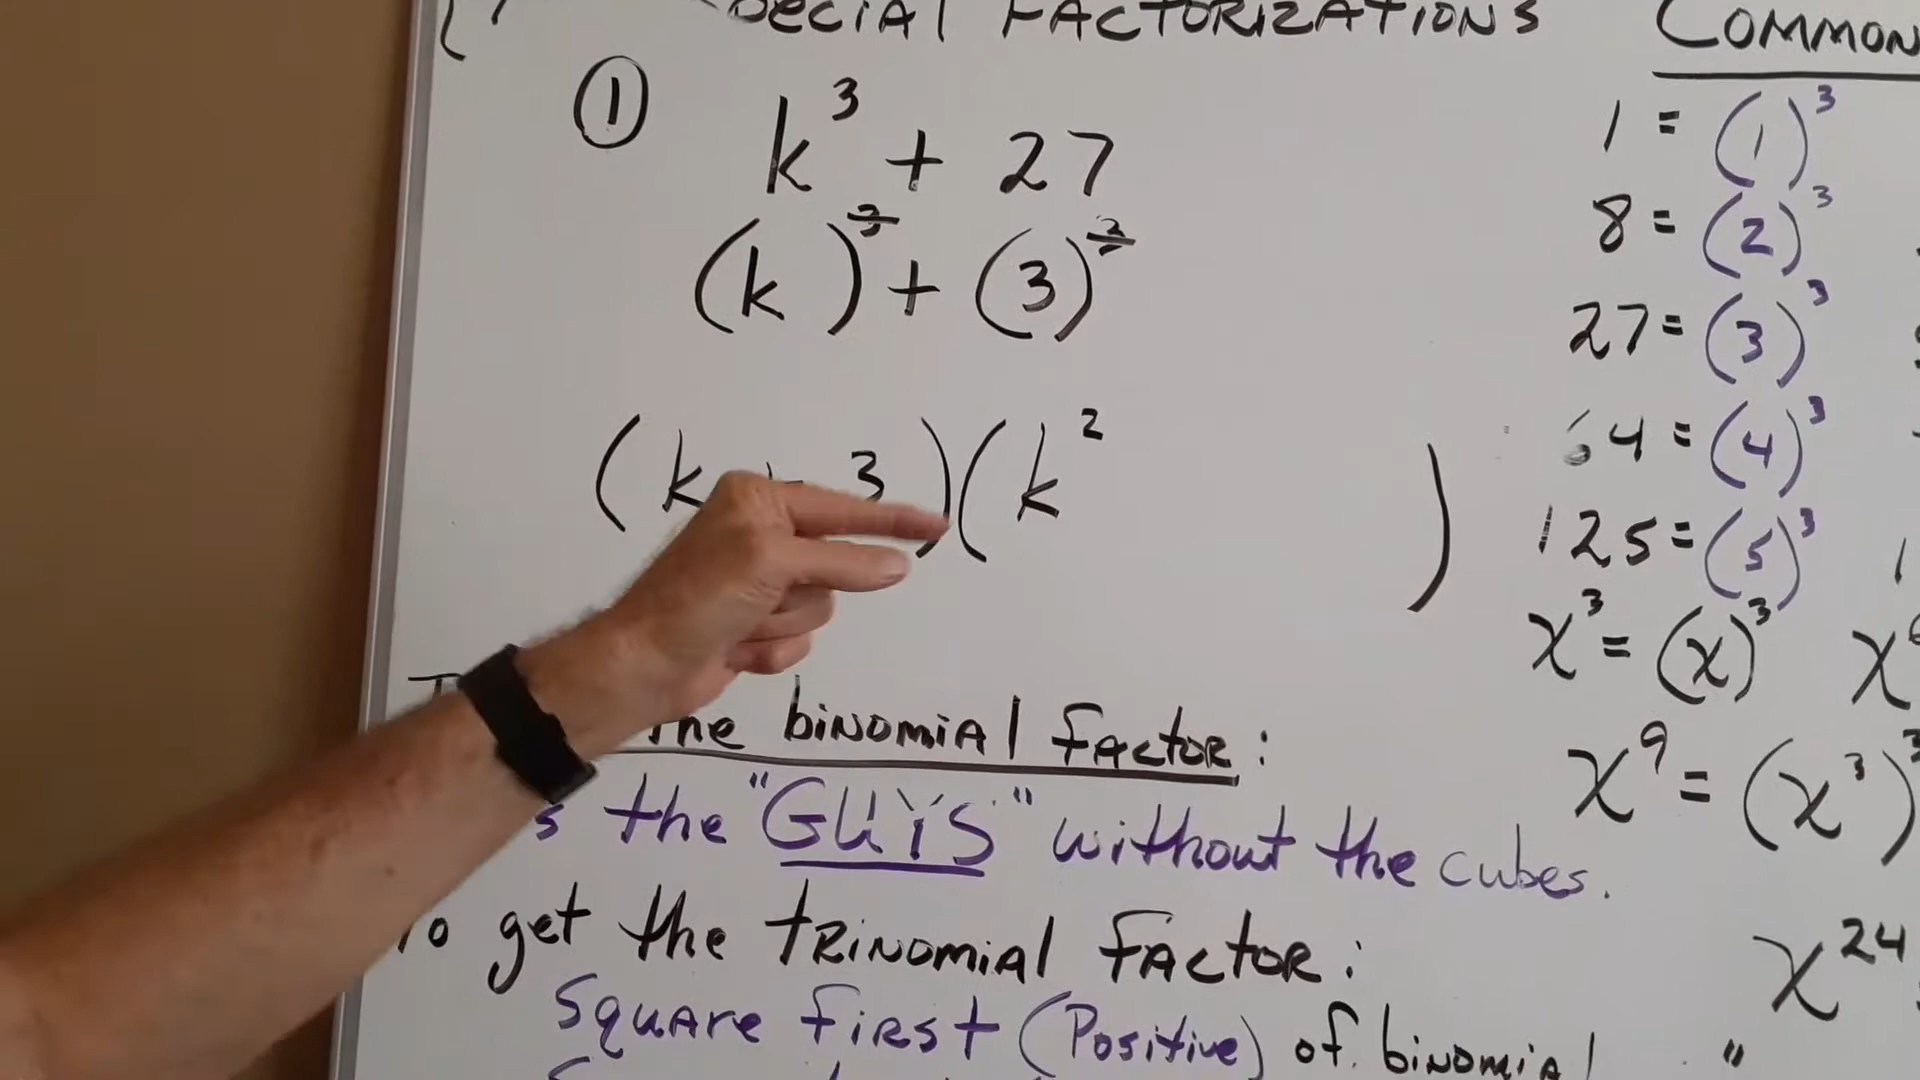 SPECIAL FACTORIZATIONS
COMMON
①
k³ + 27
(k)³ + (3)³
(k + 3)(k² )
1 = (1)³
8 = (2)³
27 = (3)³
64 = (4)³
125 = (5)³
x³ = (x)³
x⁹ = (x³)³
x²⁴
the binomial factor:
the "GUYS" without the cubes.
To get the trinomial factor:
Square first (Positive) of binomial "